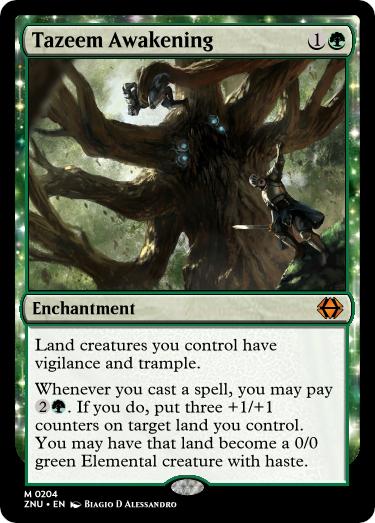 Tazeem Awakening 1
Enchantment
Land creatures you control have
vigilance and trample.
Whenever you cast a spell, you may pay
2. If you do, put three +1/+1
counters on target land you control.
You may have that land become a 0/0
green Elemental creature with haste.
M 0204
ZNU • EN Biagio D Alessandro